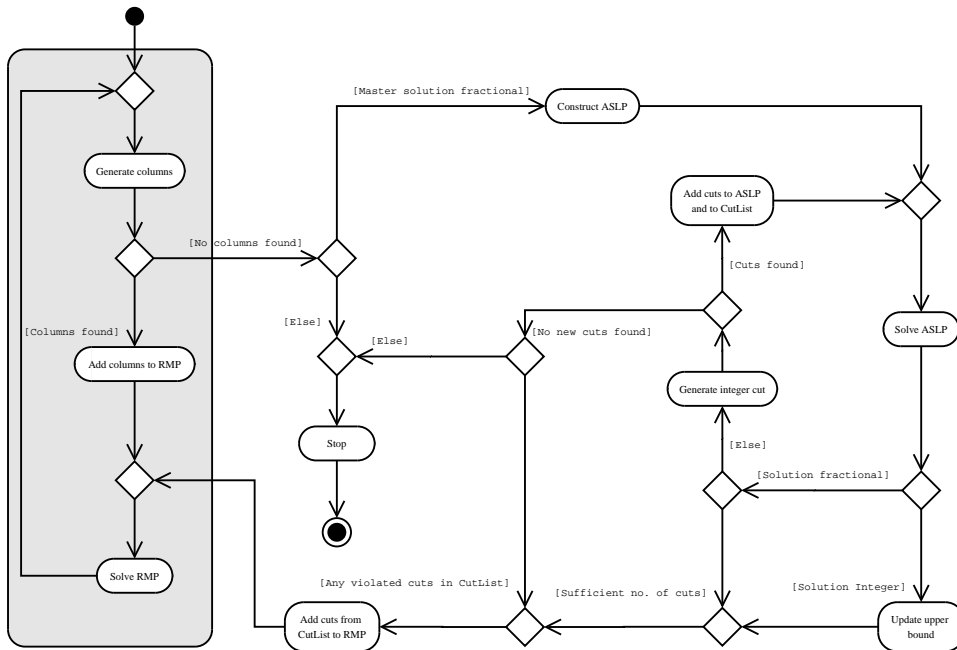 [Master solution fractional]
Construct ASLP
Generate columns
Add cuts to ASLP
and to CutList
[No columns found]
[Cuts found]
[Else]
[Columns found]
[Else]
[No new cuts found]
Solve ASLP
Add columns to RMP
Generate integer cut
Stop
[Else]
[Solution fractional]
Solve RMP
[Any violated cuts in CutList]
[Sufficient no. of cuts]
[Solution Integer]
Add cuts from
CutList to RMP
Update upper
bound